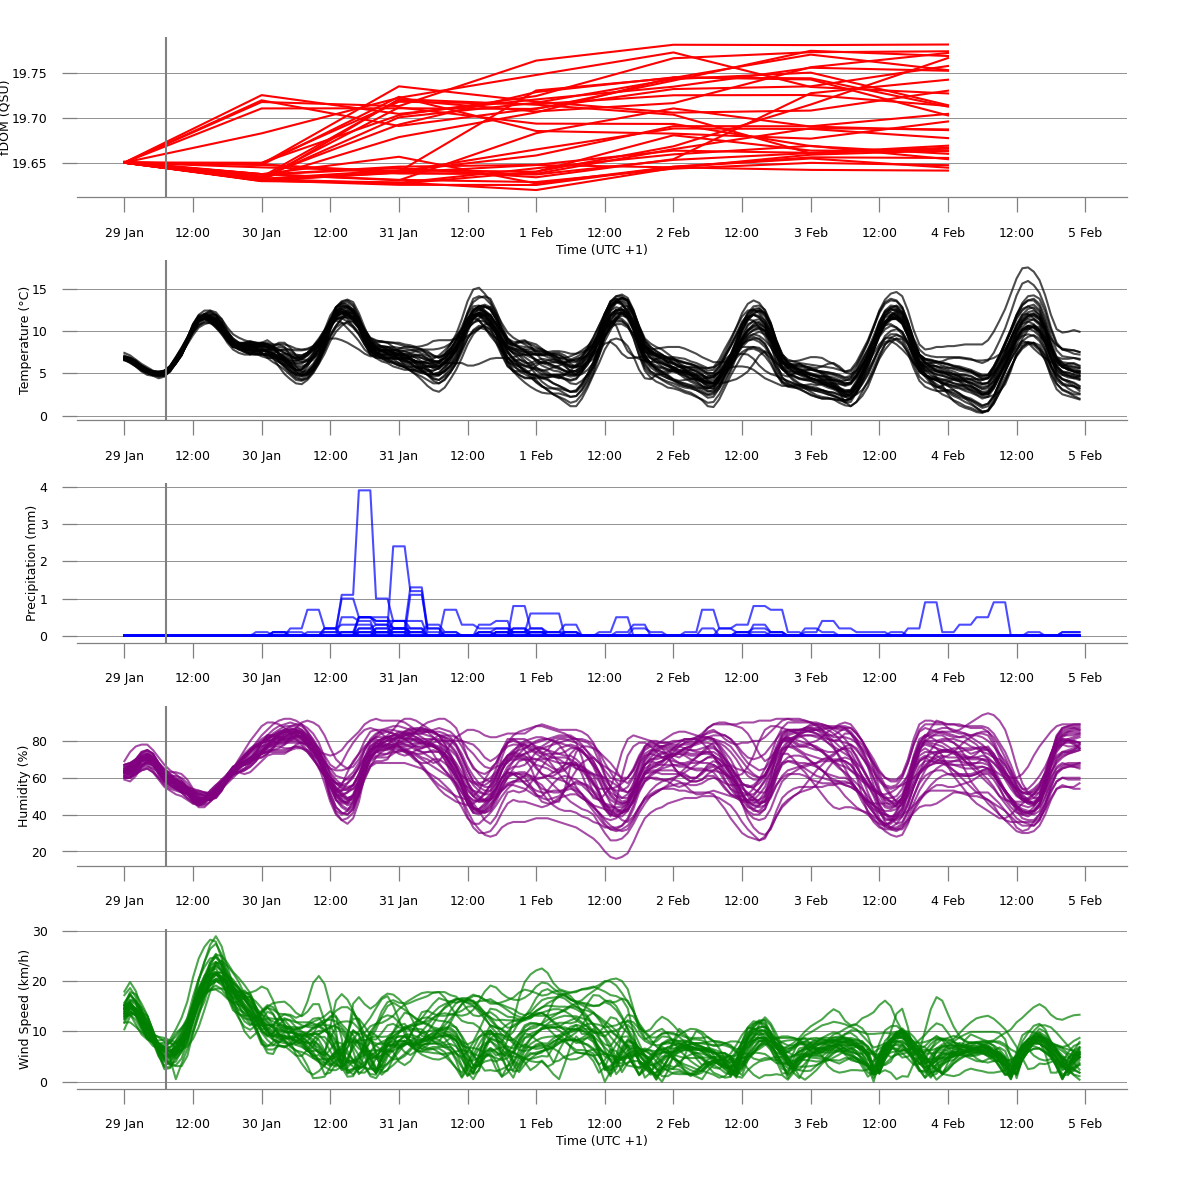 fDOM (QSU)
19.75
19.70
19.65
29 Jan 12:00 30 Jan 12:00 31 Jan 12:00 1 Feb 12:00 2 Feb 12:00 3 Feb 12:00 4 Feb 12:00 5 Feb
Time (UTC +1)
Temperature (°C)
15
10
5
0
29 Jan 12:00 30 Jan 12:00 31 Jan 12:00 1 Feb 12:00 2 Feb 12:00 3 Feb 12:00 4 Feb 12:00 5 Feb
Precipitation (mm)
4
3
2
1
0
29 Jan 12:00 30 Jan 12:00 31 Jan 12:00 1 Feb 12:00 2 Feb 12:00 3 Feb 12:00 4 Feb 12:00 5 Feb
Humidity (%)
80
60
40
20
29 Jan 12:00 30 Jan 12:00 31 Jan 12:00 1 Feb 12:00 2 Feb 12:00 3 Feb 12:00 4 Feb 12:00 5 Feb
Wind Speed (km/h)
30
20
10
0
29 Jan 12:00 30 Jan 12:00 31 Jan 12:00 1 Feb 12:00 2 Feb 12:00 3 Feb 12:00 4 Feb 12:00 5 Feb
Time (UTC +1)